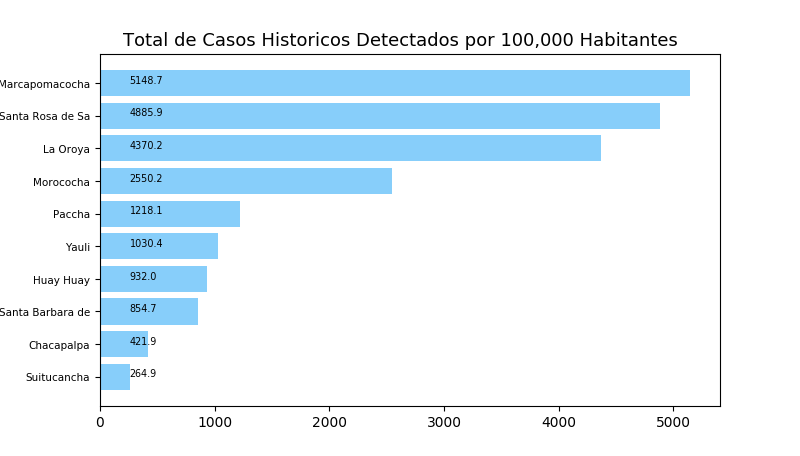 Total de Casos Historicos Detectados por 100,000 Habitantes
Marcapomacocha 5148.7
Santa Rosa de Sa 4885.9
La Oroya 4370.2
Morococha 2550.2
Paccha 1218.1
Yauli 1030.4
Huay Huay 932.0
Santa Barbara de 854.7
Chacapalpa 421.9
Suitucancha 264.9
0 1000 2000 3000 4000 5000